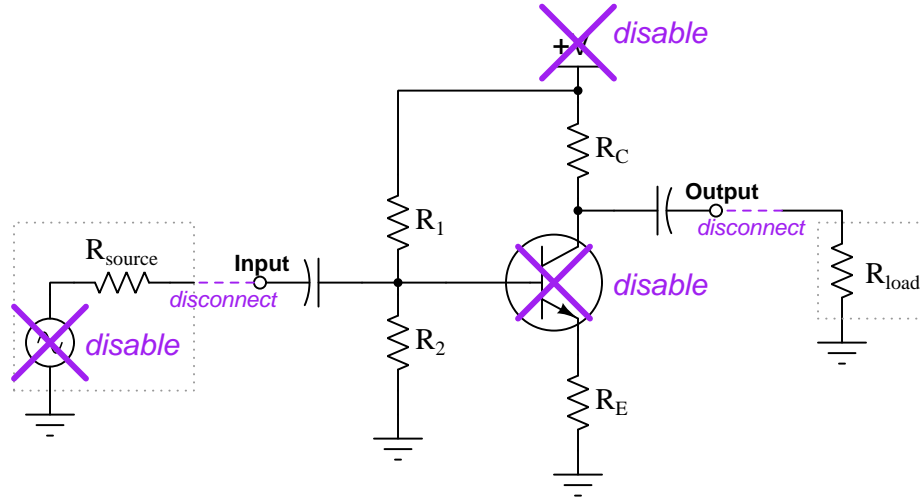 +V
disable
R_C
Output
disconnect
R_source
Input
disconnect
R_1
disable
R_load
disable
R_2
R_E